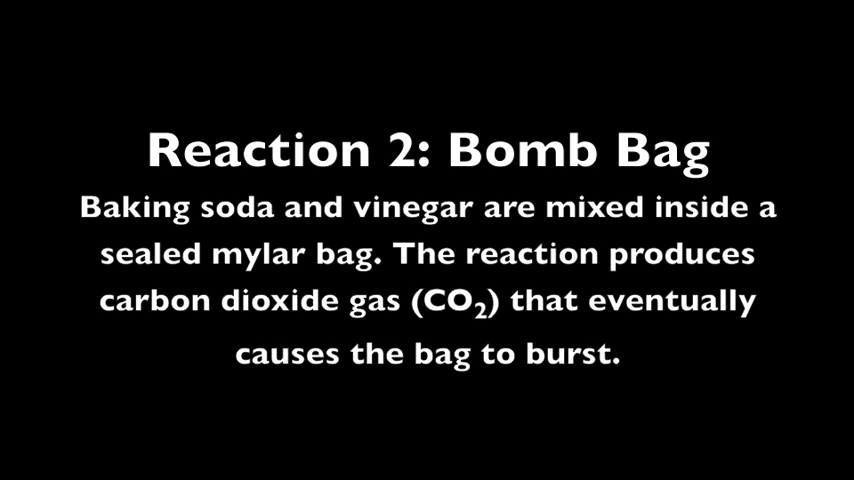 Reaction 2: Bomb Bag
Baking soda and vinegar are mixed inside a
sealed mylar bag. The reaction produces
carbon dioxide gas (CO₂) that eventually
causes the bag to burst.